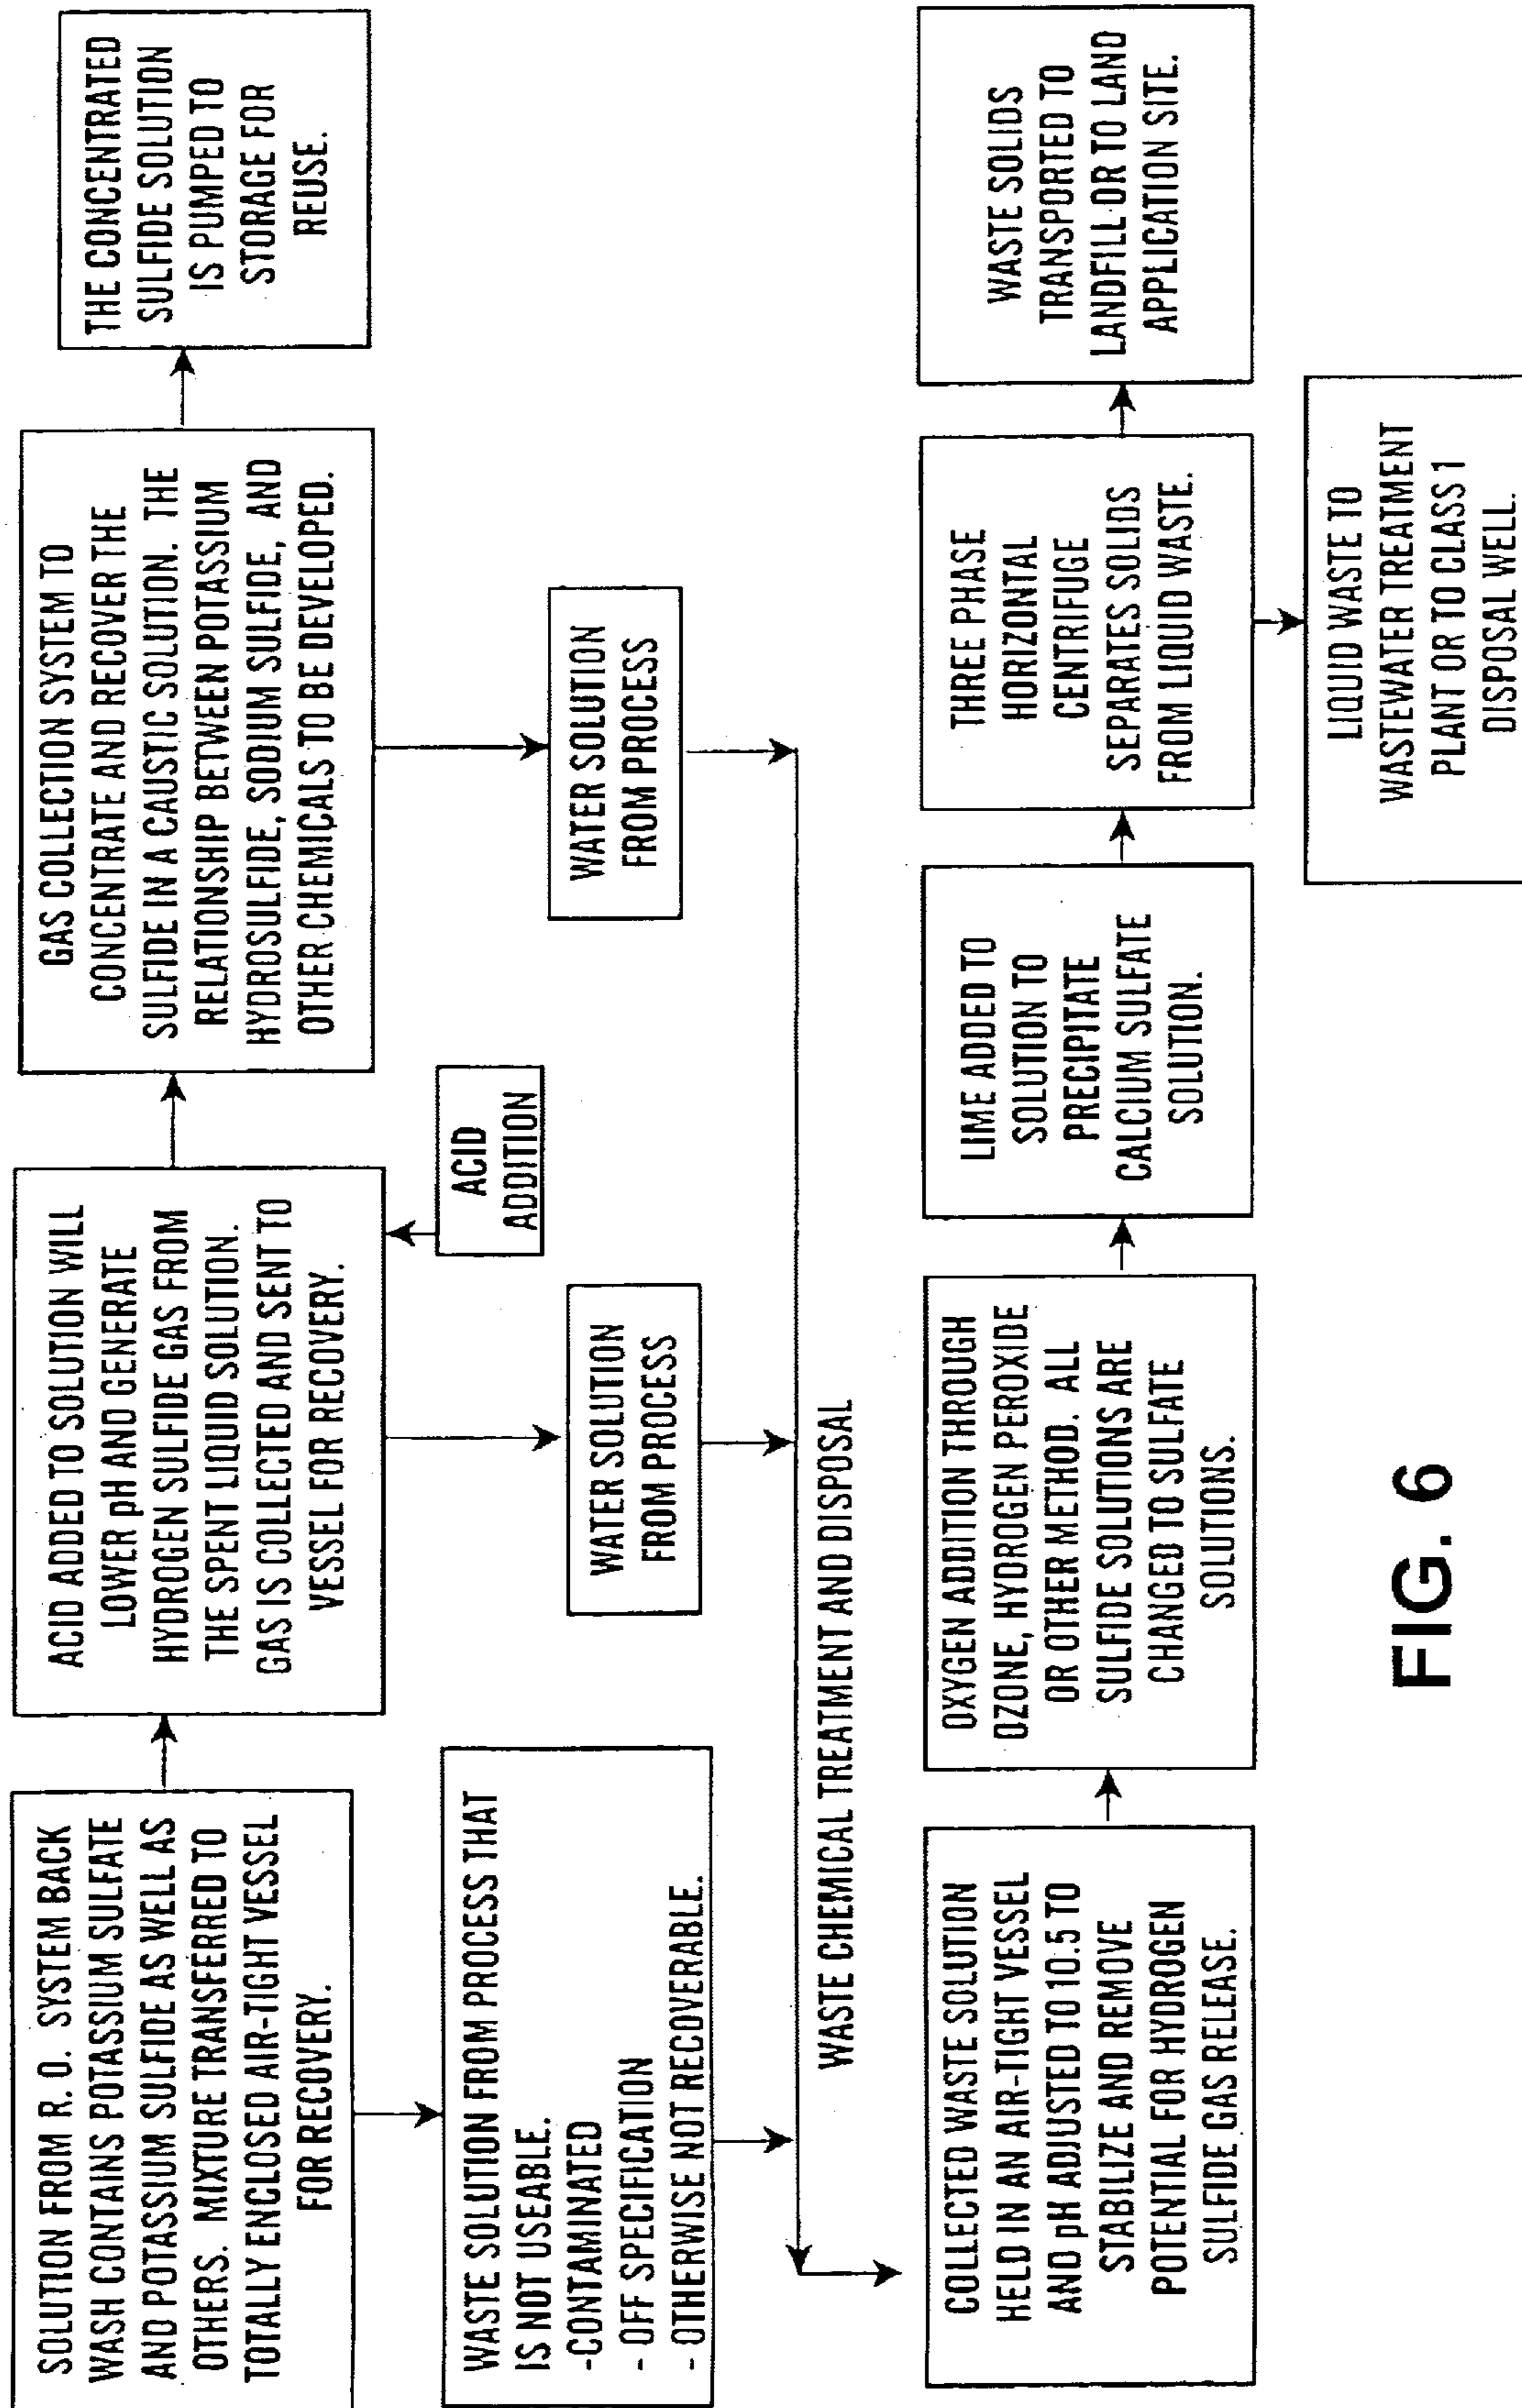 SOLUTION FROM R. O. SYSTEM BACK
WASH CONTAINS POTASSIUM SULFATE
AND POTASSIUM SULFIDE AS WELL AS
OTHERS. MIXTURE TRANSFERRED TO
TOTALLY ENCLOSED AIR-TIGHT VESSEL
FOR RECOVERY.
ACID ADDED TO SOLUTION WILL
LOWER pH AND GENERATE
HYDROGEN SULFIDE GAS FROM
THE SPENT LIQUID SOLUTION.
GAS IS COLLECTED AND SENT TO
VESSEL FOR RECOVERY.
GAS COLLECTION SYSTEM TO
CONCENTRATE AND RECOVER THE
SULFIDE IN A CAUSTIC SOLUTION. THE
RELATIONSHIP BETWEEN POTASSIUM
HYDROSULFIDE, SODIUM SULFIDE, AND
OTHER CHEMICALS TO BE DEVELOPED.
THE CONCENTRATED
SULFIDE SOLUTION
IS PUMPED TO
STORAGE FOR
REUSE.
ACID
ADDITION
WASTE SOLUTION FROM PROCESS THAT
IS NOT USEABLE.
-CONTAMINATED
- OFF SPECIFICATION
- OTHERWISE NOT RECOVERABLE.
WATER SOLUTION
FROM PROCESS
WATER SOLUTION
FROM PROCESS
WASTE CHEMICAL TREATMENT AND DISPOSAL
COLLECTED WASTE SOLUTION
HELD IN AN AIR-TIGHT VESSEL
AND pH ADJUSTED TO 10.5 TO
STABILIZE AND REMOVE
POTENTIAL FOR HYDROGEN
SULFIDE GAS RELEASE.
OXYGEN ADDITION THROUGH
OZONE, HYDROGEN PEROXIDE
OR OTHER METHOD. ALL
SULFIDE SOLUTIONS ARE
CHANGED TO SULFATE
SOLUTIONS.
LIME ADDED TO
SOLUTION TO
PRECIPITATE
CALCIUM SULFATE
SOLUTION.
THREE PHASE
HORIZONTAL
CENTRIFUGE
SEPARATES SOLIDS
FROM LIQUID WASTE.
WASTE SOLIDS
TRANSPORTED TO
LANDFILL OR TO LAND
APPLICATION SITE.
LIQUID WASTE TO
WASTEWATER TREATMENT
PLANT OR TO CLASS 1
DISPOSAL WELL.
FIG. 6